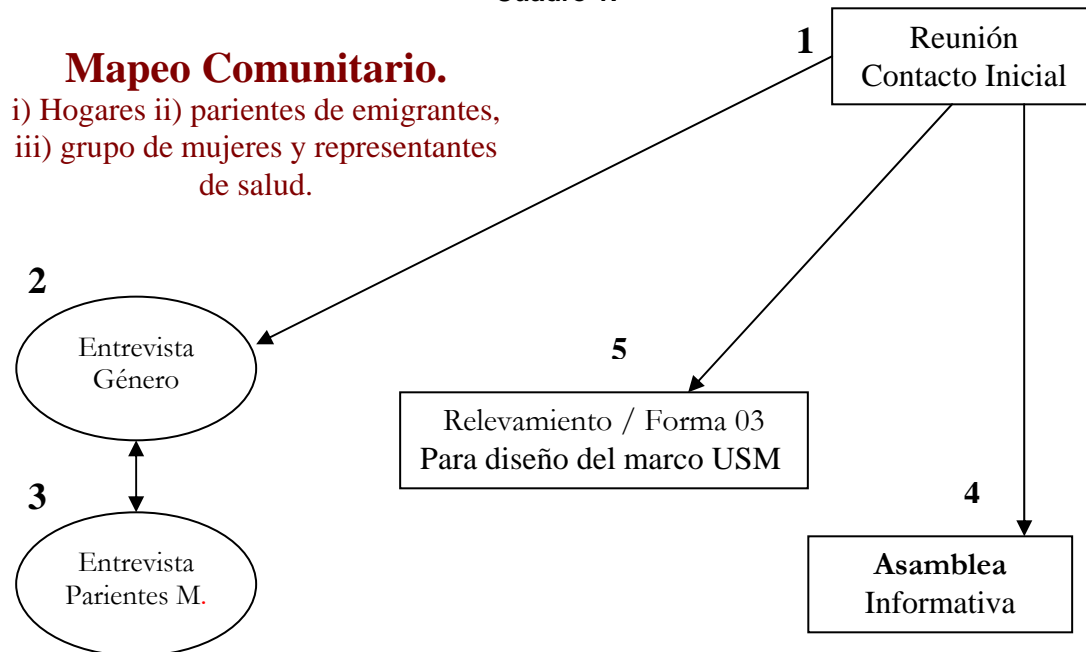 1
Reunión
Contacto Inicial
Mapeo Comunitario.
i) Hogares ii) parientes de emigrantes,
iii) grupo de mujeres y representantes
de salud.
2
Entrevista
Género
5
Relevamiento / Forma 03
Para diseño del marco USM
3
Entrevista
Parientes M.
4
Asamblea
Informativa